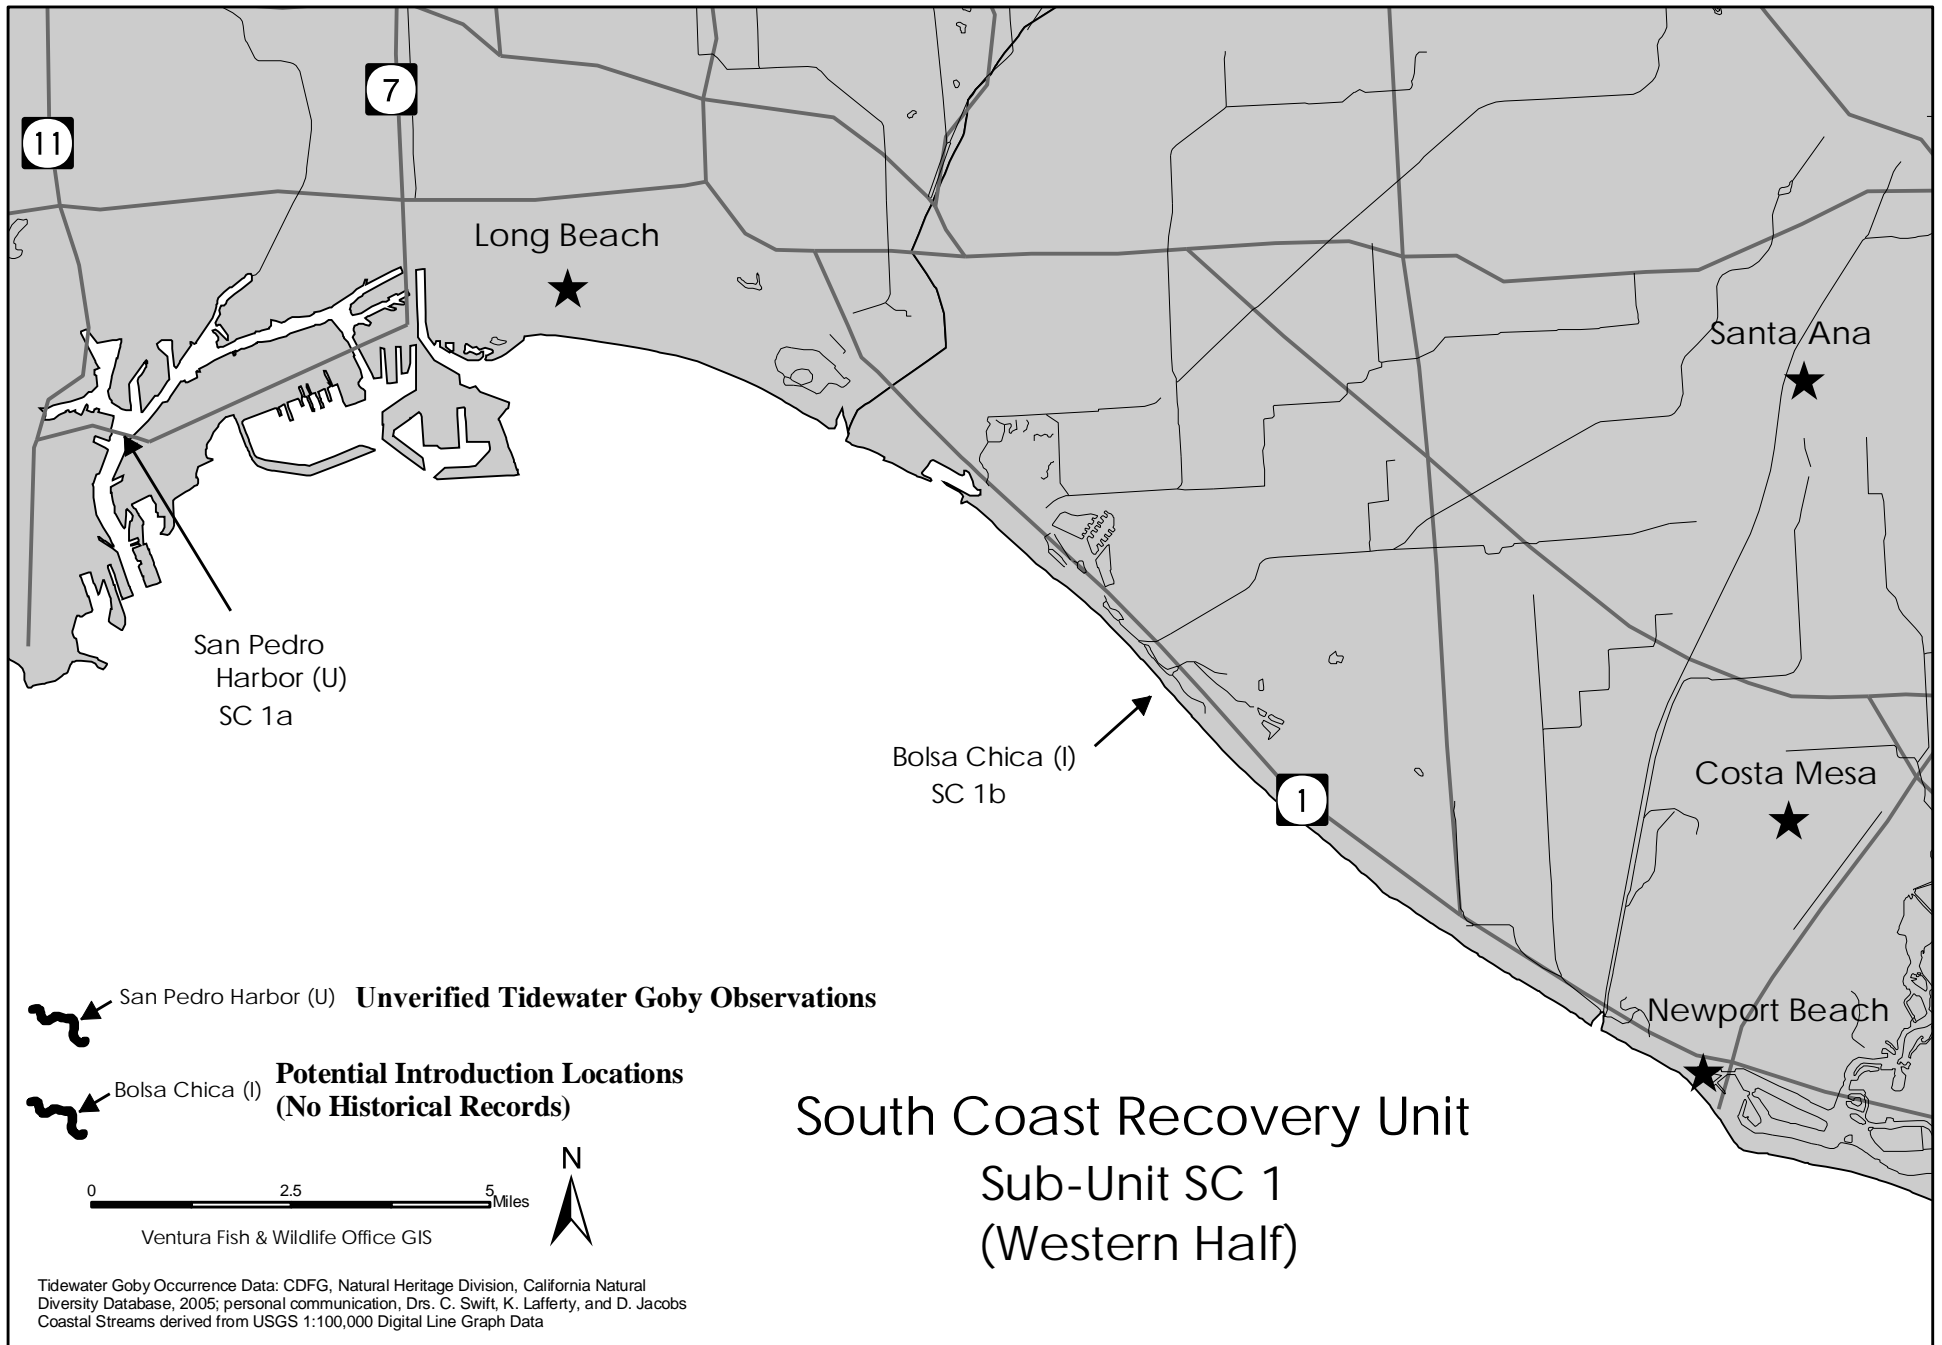 7
11
Long Beach
Santa Ana
San Pedro
Harbor (U)
SC 1a
Bolsa Chica (I)
SC 1b
1
Costa Mesa
Newport Beach
San Pedro Harbor (U) Unverified Tidewater Goby Observations
Bolsa Chica (I) Potential Introduction Locations
(No Historical Records)
N
0 2.5 5 Miles
Ventura Fish & Wildlife Office GIS
South Coast Recovery Unit
Sub-Unit SC 1
(Western Half)
Tidewater Goby Occurrence Data: CDFG, Natural Heritage Division, California Natural
Diversity Database, 2005; personal communication, Drs. C. Swift, K. Lafferty, and D. Jacobs
Coastal Streams derived from USGS 1:100,000 Digital Line Graph Data